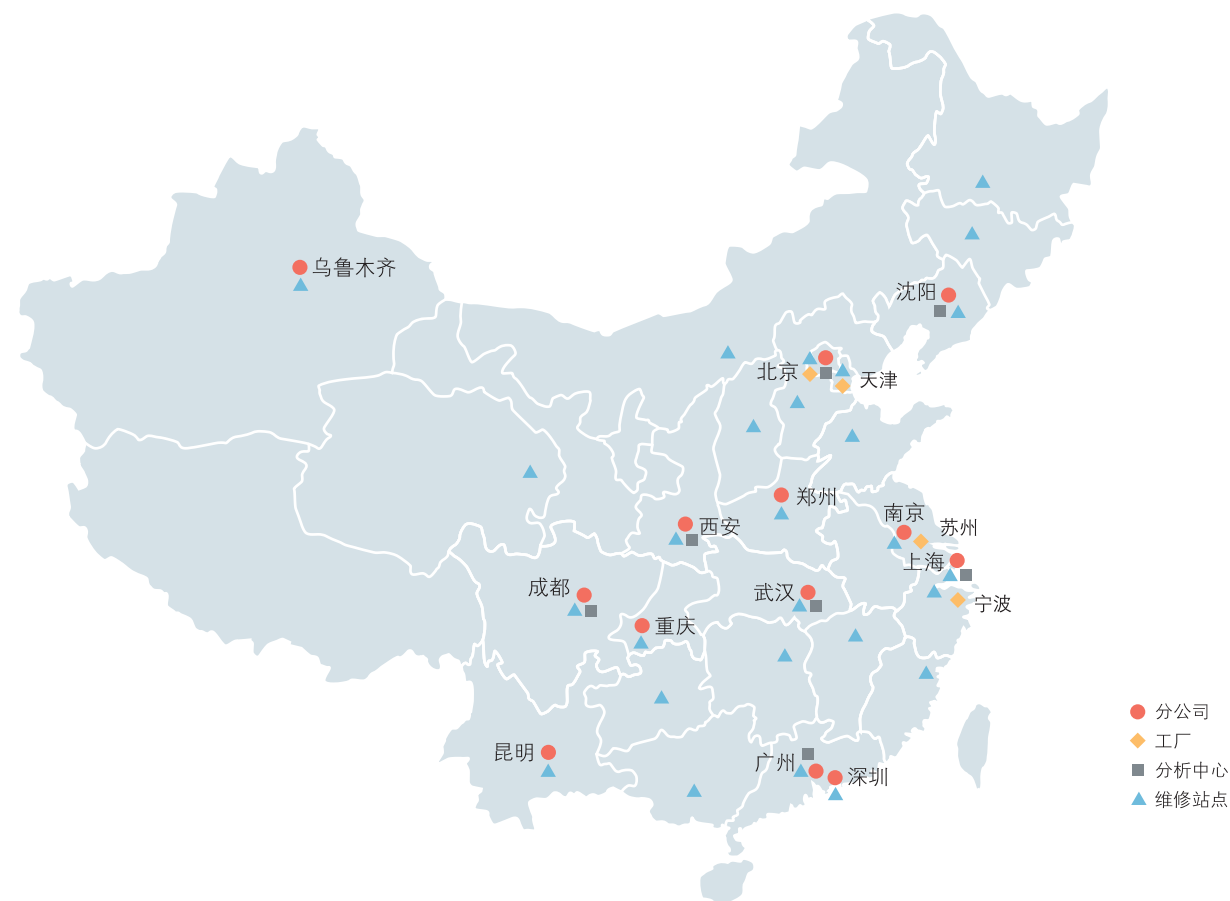 乌鲁木齐
沈阳
北京
天津
郑州
南京
苏州
西安
上海
成都
武汉
宁波
重庆
昆明
广州
深圳
分公司
工厂
分析中心
维修站点